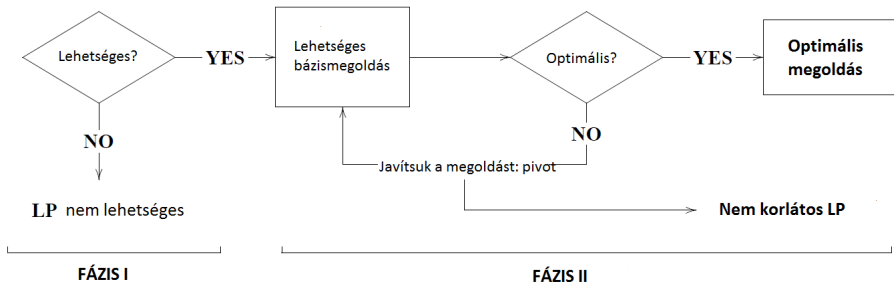 Lehetséges?
YES
Lehetséges
bázismegoldás
Optimális?
YES
Optimális
megoldás
NO
NO
Javítsuk a megoldást: pivot
LP nem lehetséges
Nem korlátos LP
FÁZIS I
FÁZIS II